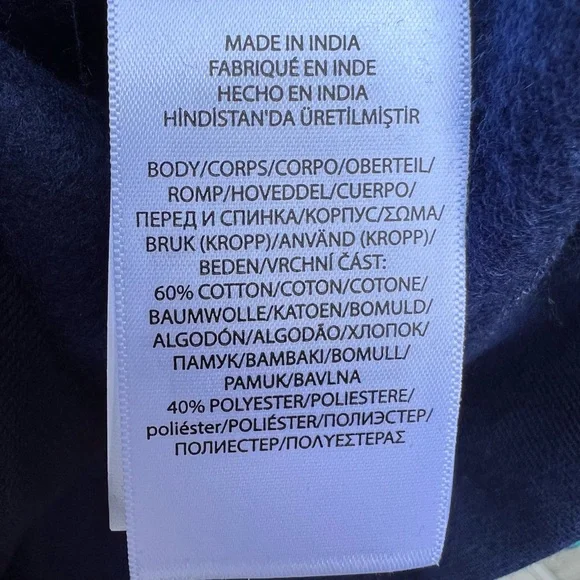 MADE IN INDIA
FABRIQUÉ EN INDE
HECHO EN INDIA
HİNDİSTAN'DA ÜRETİLMİŞTİR
BODY/CORPS/CORPO/OBERTEIL/
ROMP/HOVEDDEL/CUERPO/
ПЕРЕД И СПИНКА/КОРПУС/ΣΩΜΑ/
BRUK (KROPP)/ANVÄND (KROPP)/
BEDEN/VRCHNÍ ČÁST:
60% COTTON/COTON/COTONE/
BAUMWOLLE/KATOEN/BOMULD/
ALGODÓN/ALGODÃO/ХЛОПОК/
ПАМУК/ΒΑΜΒΑΚΙ/BOMULL/
PAMUK/BAVLNA
40% POLYESTER/POLIESTERE/
poliéster/POLIÉSTER/ПОЛИЭСТЕР/
ПОЛИЕСТЕР/ΠΟΛΥΕΣΤΕΡΑΣ